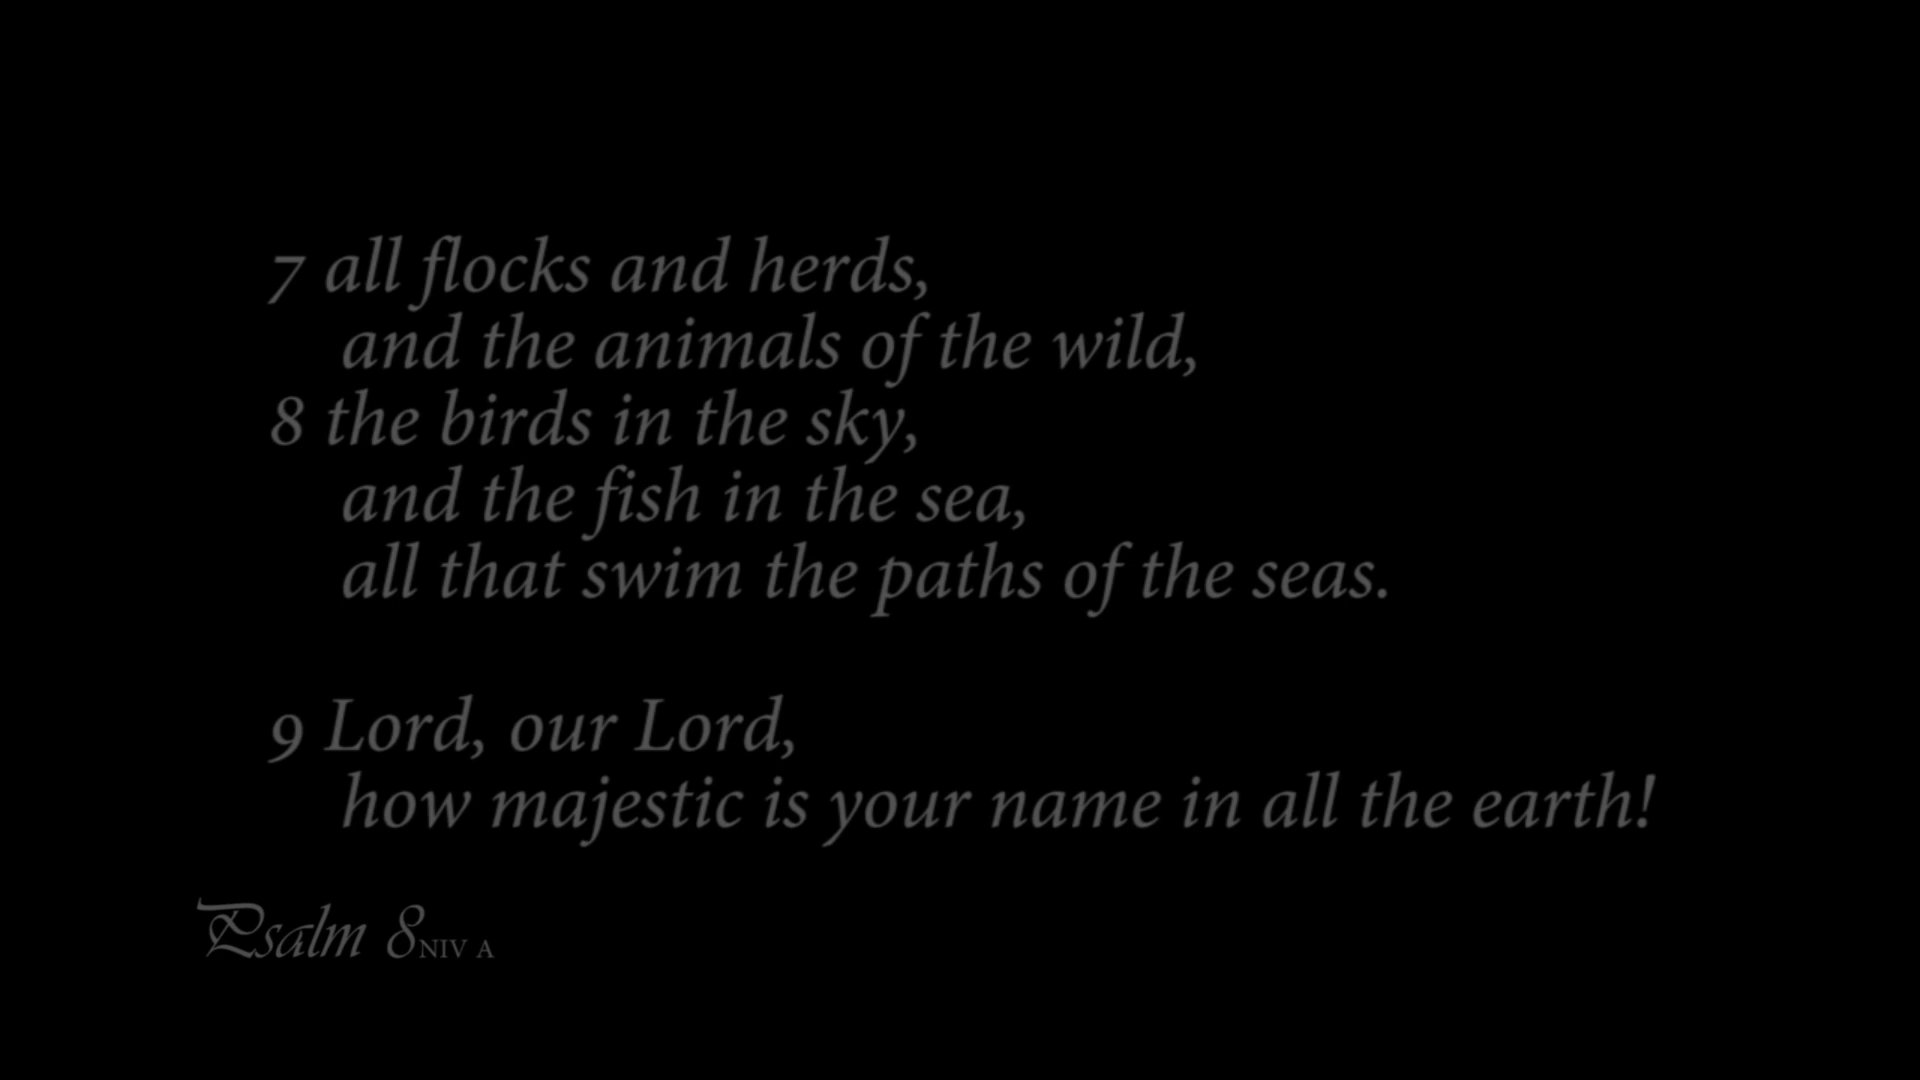 7 all flocks and herds,
and the animals of the wild,
8 the birds in the sky,
and the fish in the sea,
all that swim the paths of the seas.
9 Lord, our Lord,
how majestic is your name in all the earth!
Psalm 8 NIV A